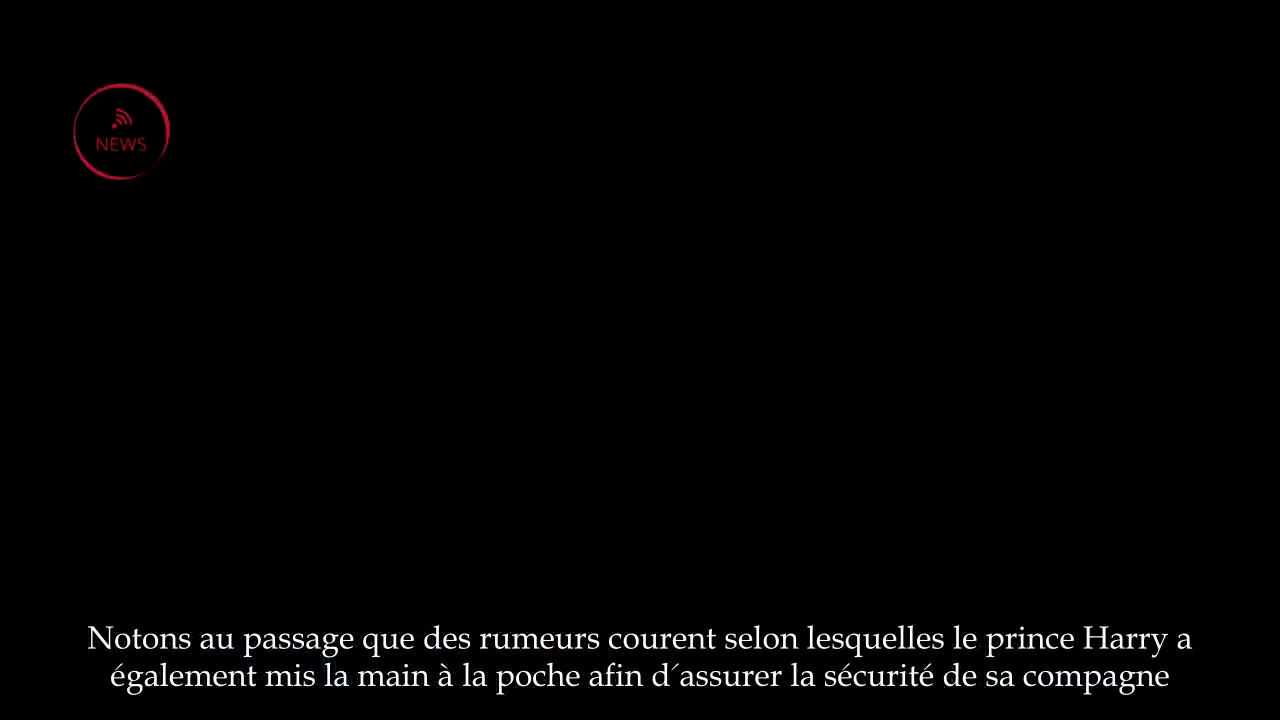 NEWS
Notons au passage que des rumeurs courent selon lesquelles le prince Harry a
également mis la main à la poche afin d´assurer la sécurité de sa compagne